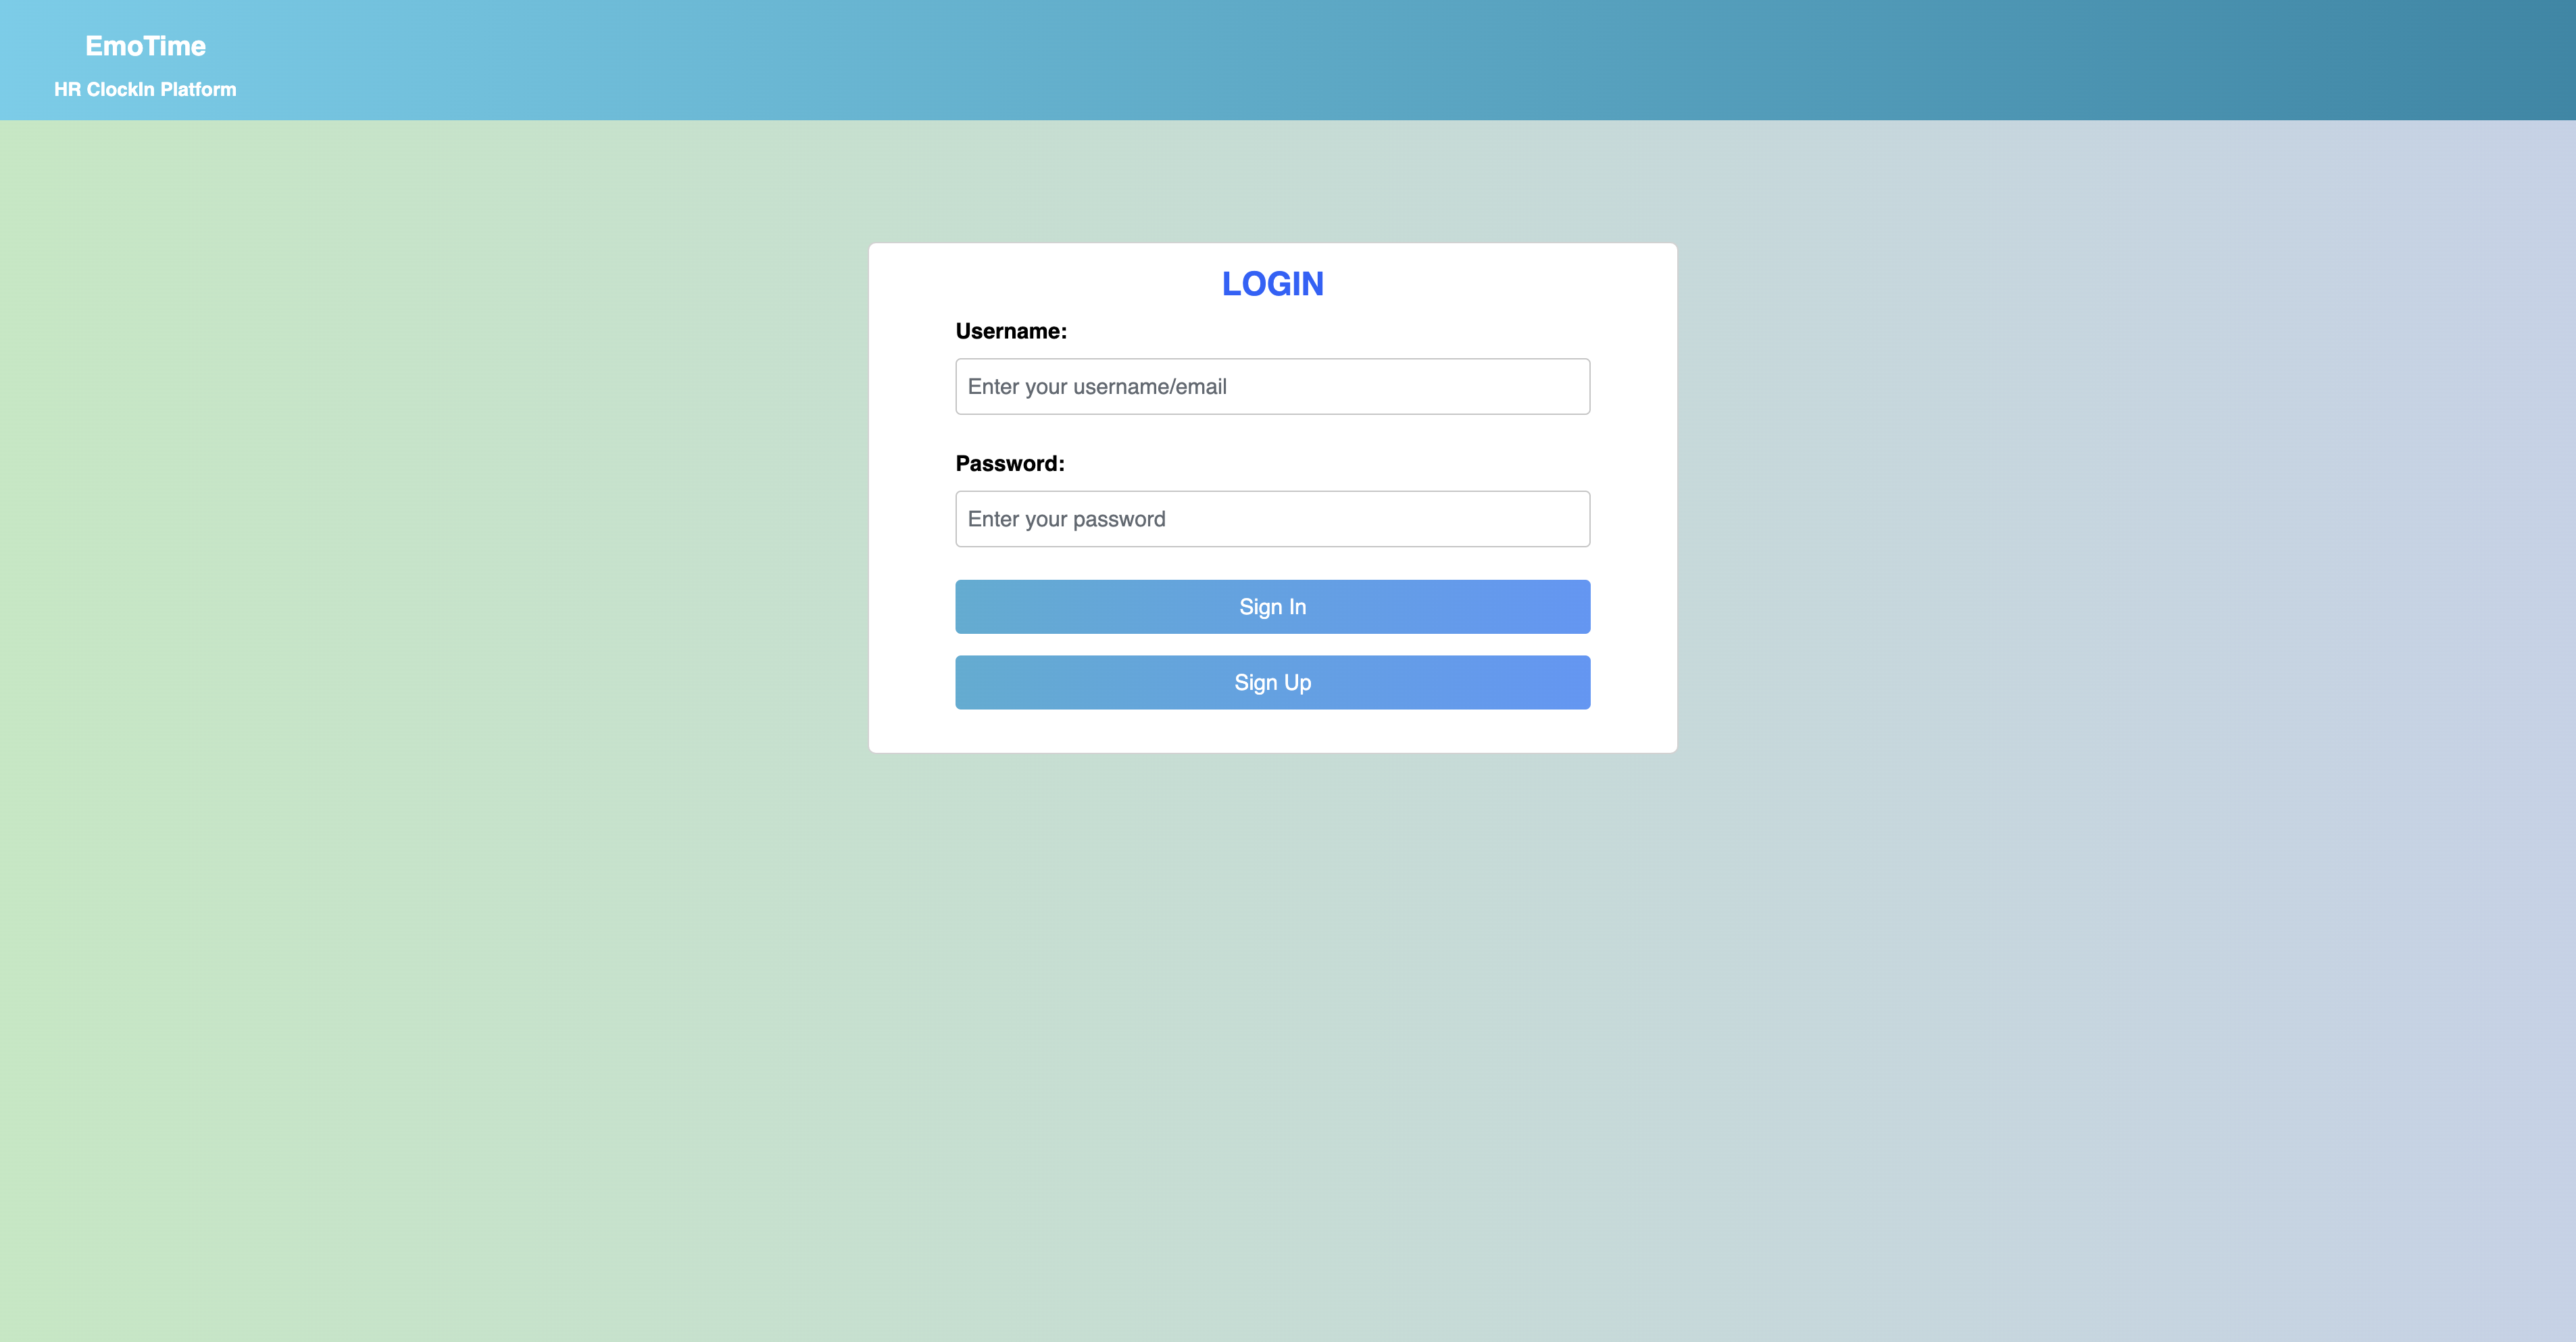 EmoTime
HR ClockIn Platform
LOGIN
Username:
Enter your username/email
Password:
Enter your password
Sign In
Sign Up